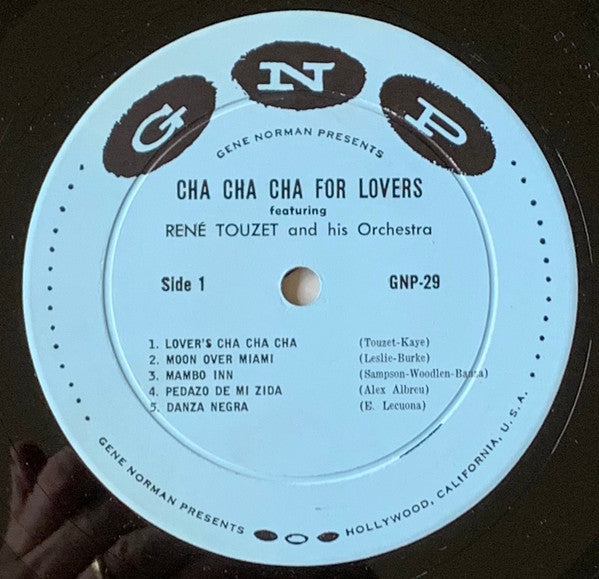 G N P
GENE NORMAN PRESENTS
CHA CHA CHA FOR LOVERS
featuring
RENÉ TOUZET and his Orchestra
Side 1 GNP-29
1. LOVER'S CHA CHA CHA (Touzet-Kaye)
2. MOON OVER MIAMI (Leslie-Burke)
3. MAMBO INN (Sampson-Woodlen-Bauza)
4. PEDAZO DE MI ZIDA (Alex Albreu)
5. DANZA NEGRA (E. Lecuona)
GENE NORMAN PRESENTS HOLLYWOOD, CALIFORNIA, U.S.A.